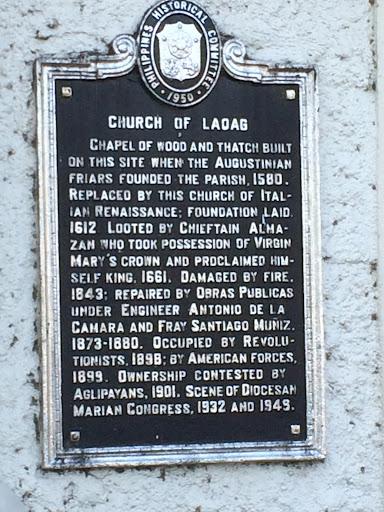 PHILIPPINES HISTORICAL COMMITTEE
• 1950 •
CHURCH OF LAOAG
CHAPEL OF WOOD AND THATCH BUILT
ON THIS SITE WHEN THE AUGUSTINIAN
FRIARS FOUNDED THE PARISH, 1580.
REPLACED BY THIS CHURCH OF ITAL-
IAN RENAISSANCE; FOUNDATION LAID
1612. LOOTED BY CHIEFTAIN ALMA-
ZAN WHO TOOK POSSESSION OF VIRGIN
MARY'S CROWN AND PROCLAIMED HIM-
SELF KING, 1661. DAMAGED BY FIRE,
1843; REPAIRED BY OBRAS PUBLICAS
UNDER ENGINEER ANTONIO DE LA
CAMARA AND FRAY SANTIAGO MUÑIZ,
1873-1880. OCCUPIED BY REVOLU-
TIONISTS, 1898; BY AMERICAN FORCES,
1899. OWNERSHIP CONTESTED BY
AGLIPAYANS, 1901. SCENE OF DIOCESAN
MARIAN CONGRESS, 1932 AND 1949.